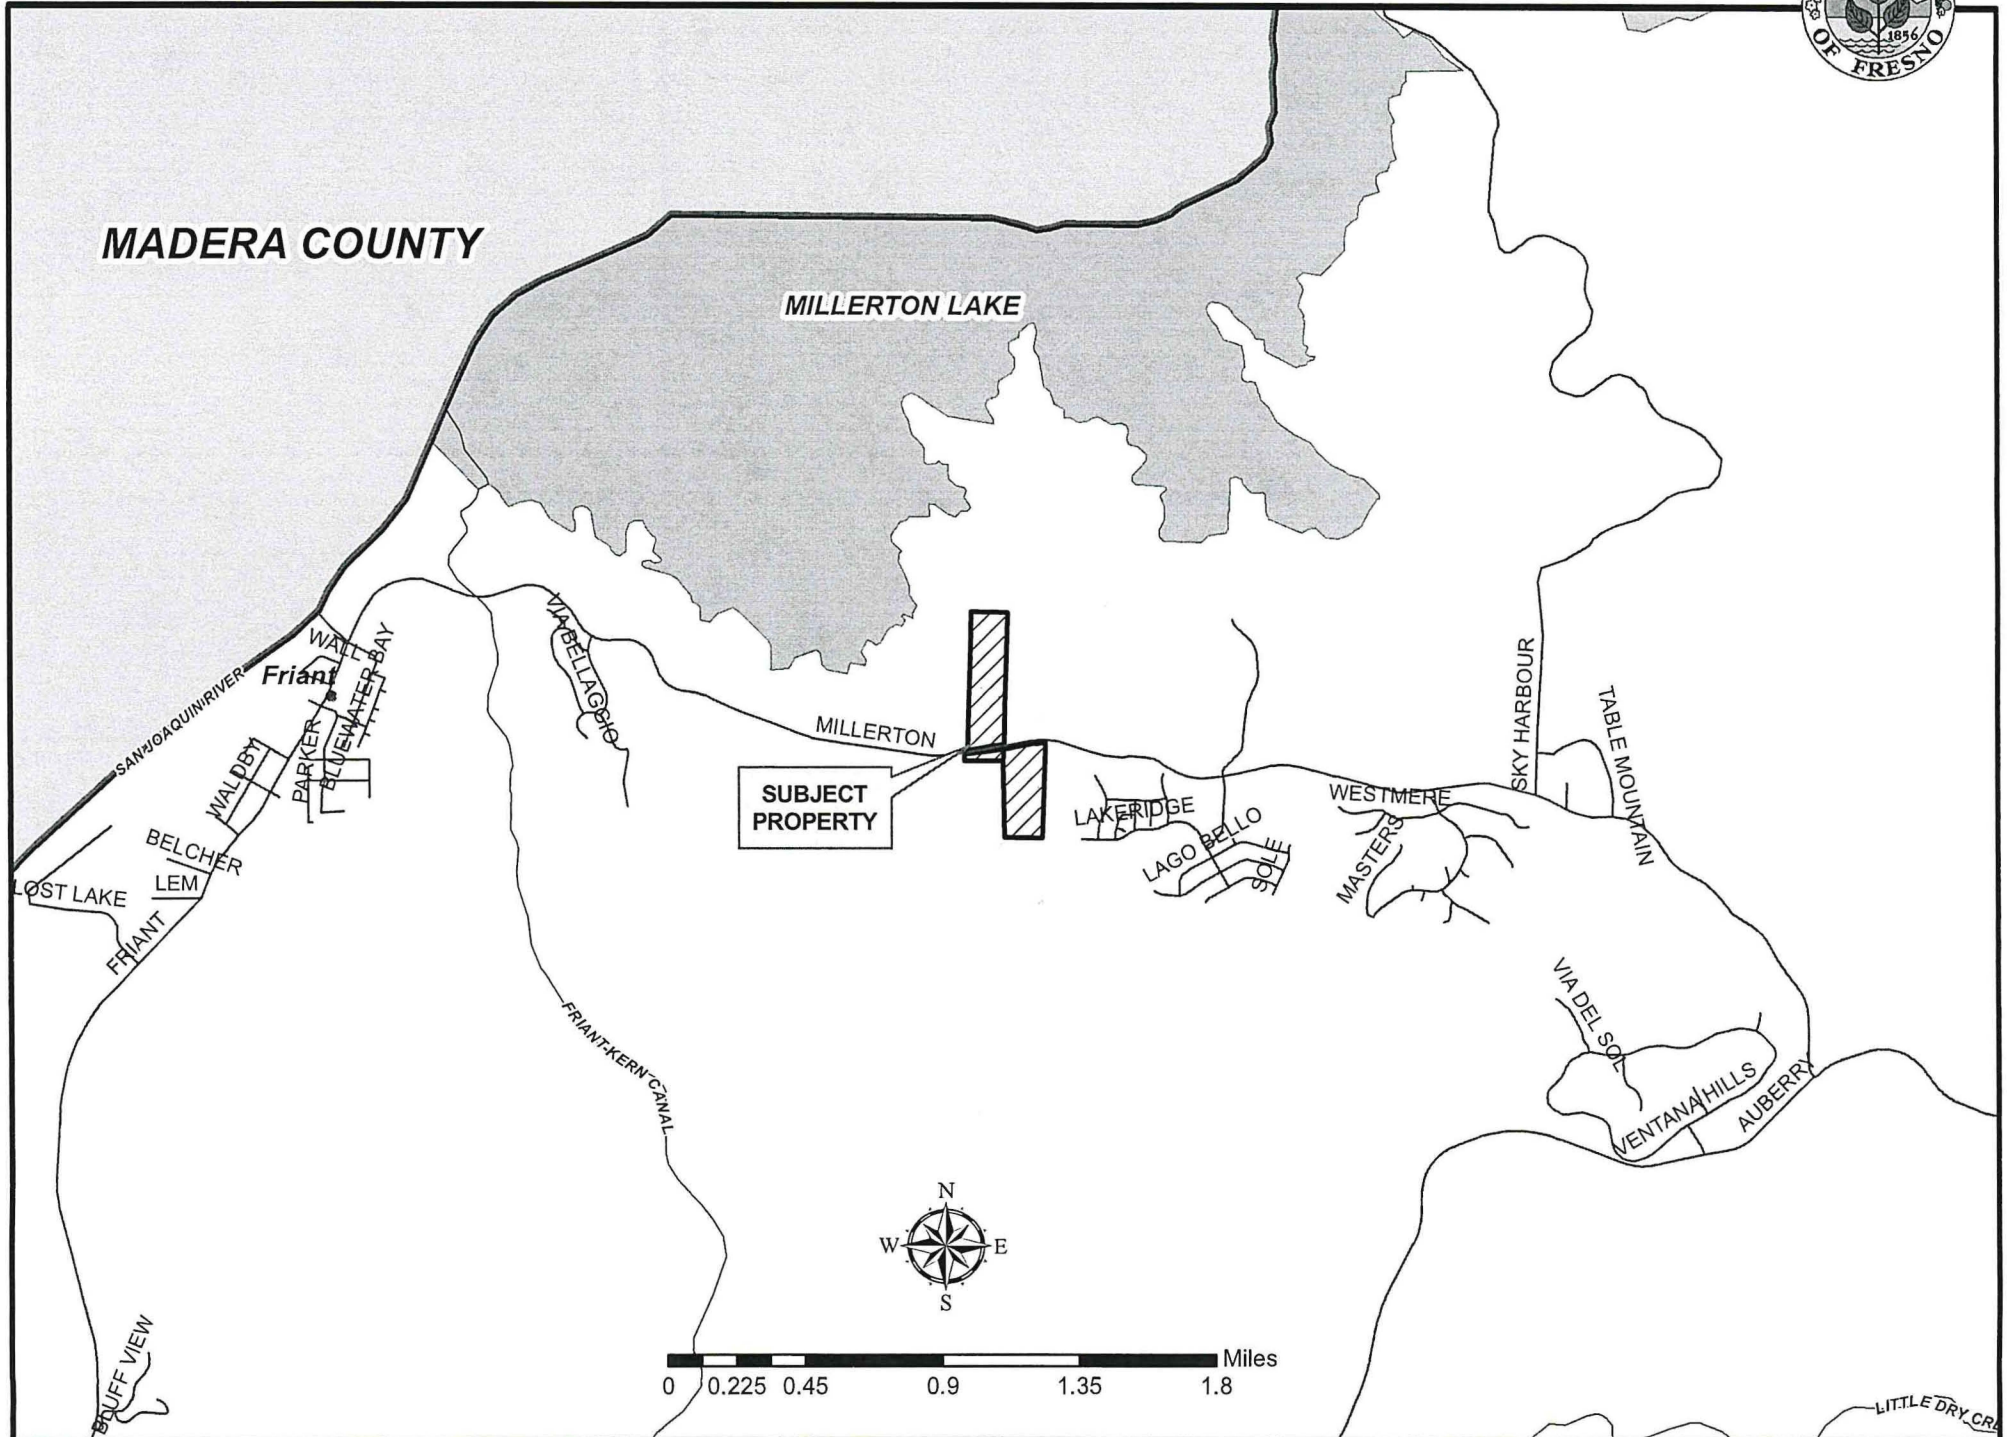 1856
OF FRESNO
MADERA COUNTY
MILLERTON LAKE
WALL
Friant
BLUEWATER BAY
VIA BELLAGGIO
SAN JOAQUIN RIVER
PARKER
WALDBY
MILLERTON
SKY HARBOUR
TABLE MOUNTAIN
SUBJECT
PROPERTY
LAKERIDGE
WESTMERE
LAGO BELLO
SOLE
MASTERS
BELCHER
LEM
LOST LAKE
FRIANT
FRIANT-KERN CANAL
VIA DEL SOL
VENTANA HILLS
AUBERRY
N
W E
S
Miles
0 0.225 0.45 0.9 1.35 1.8
BLUFF VIEW
LITTLE DRY CRE